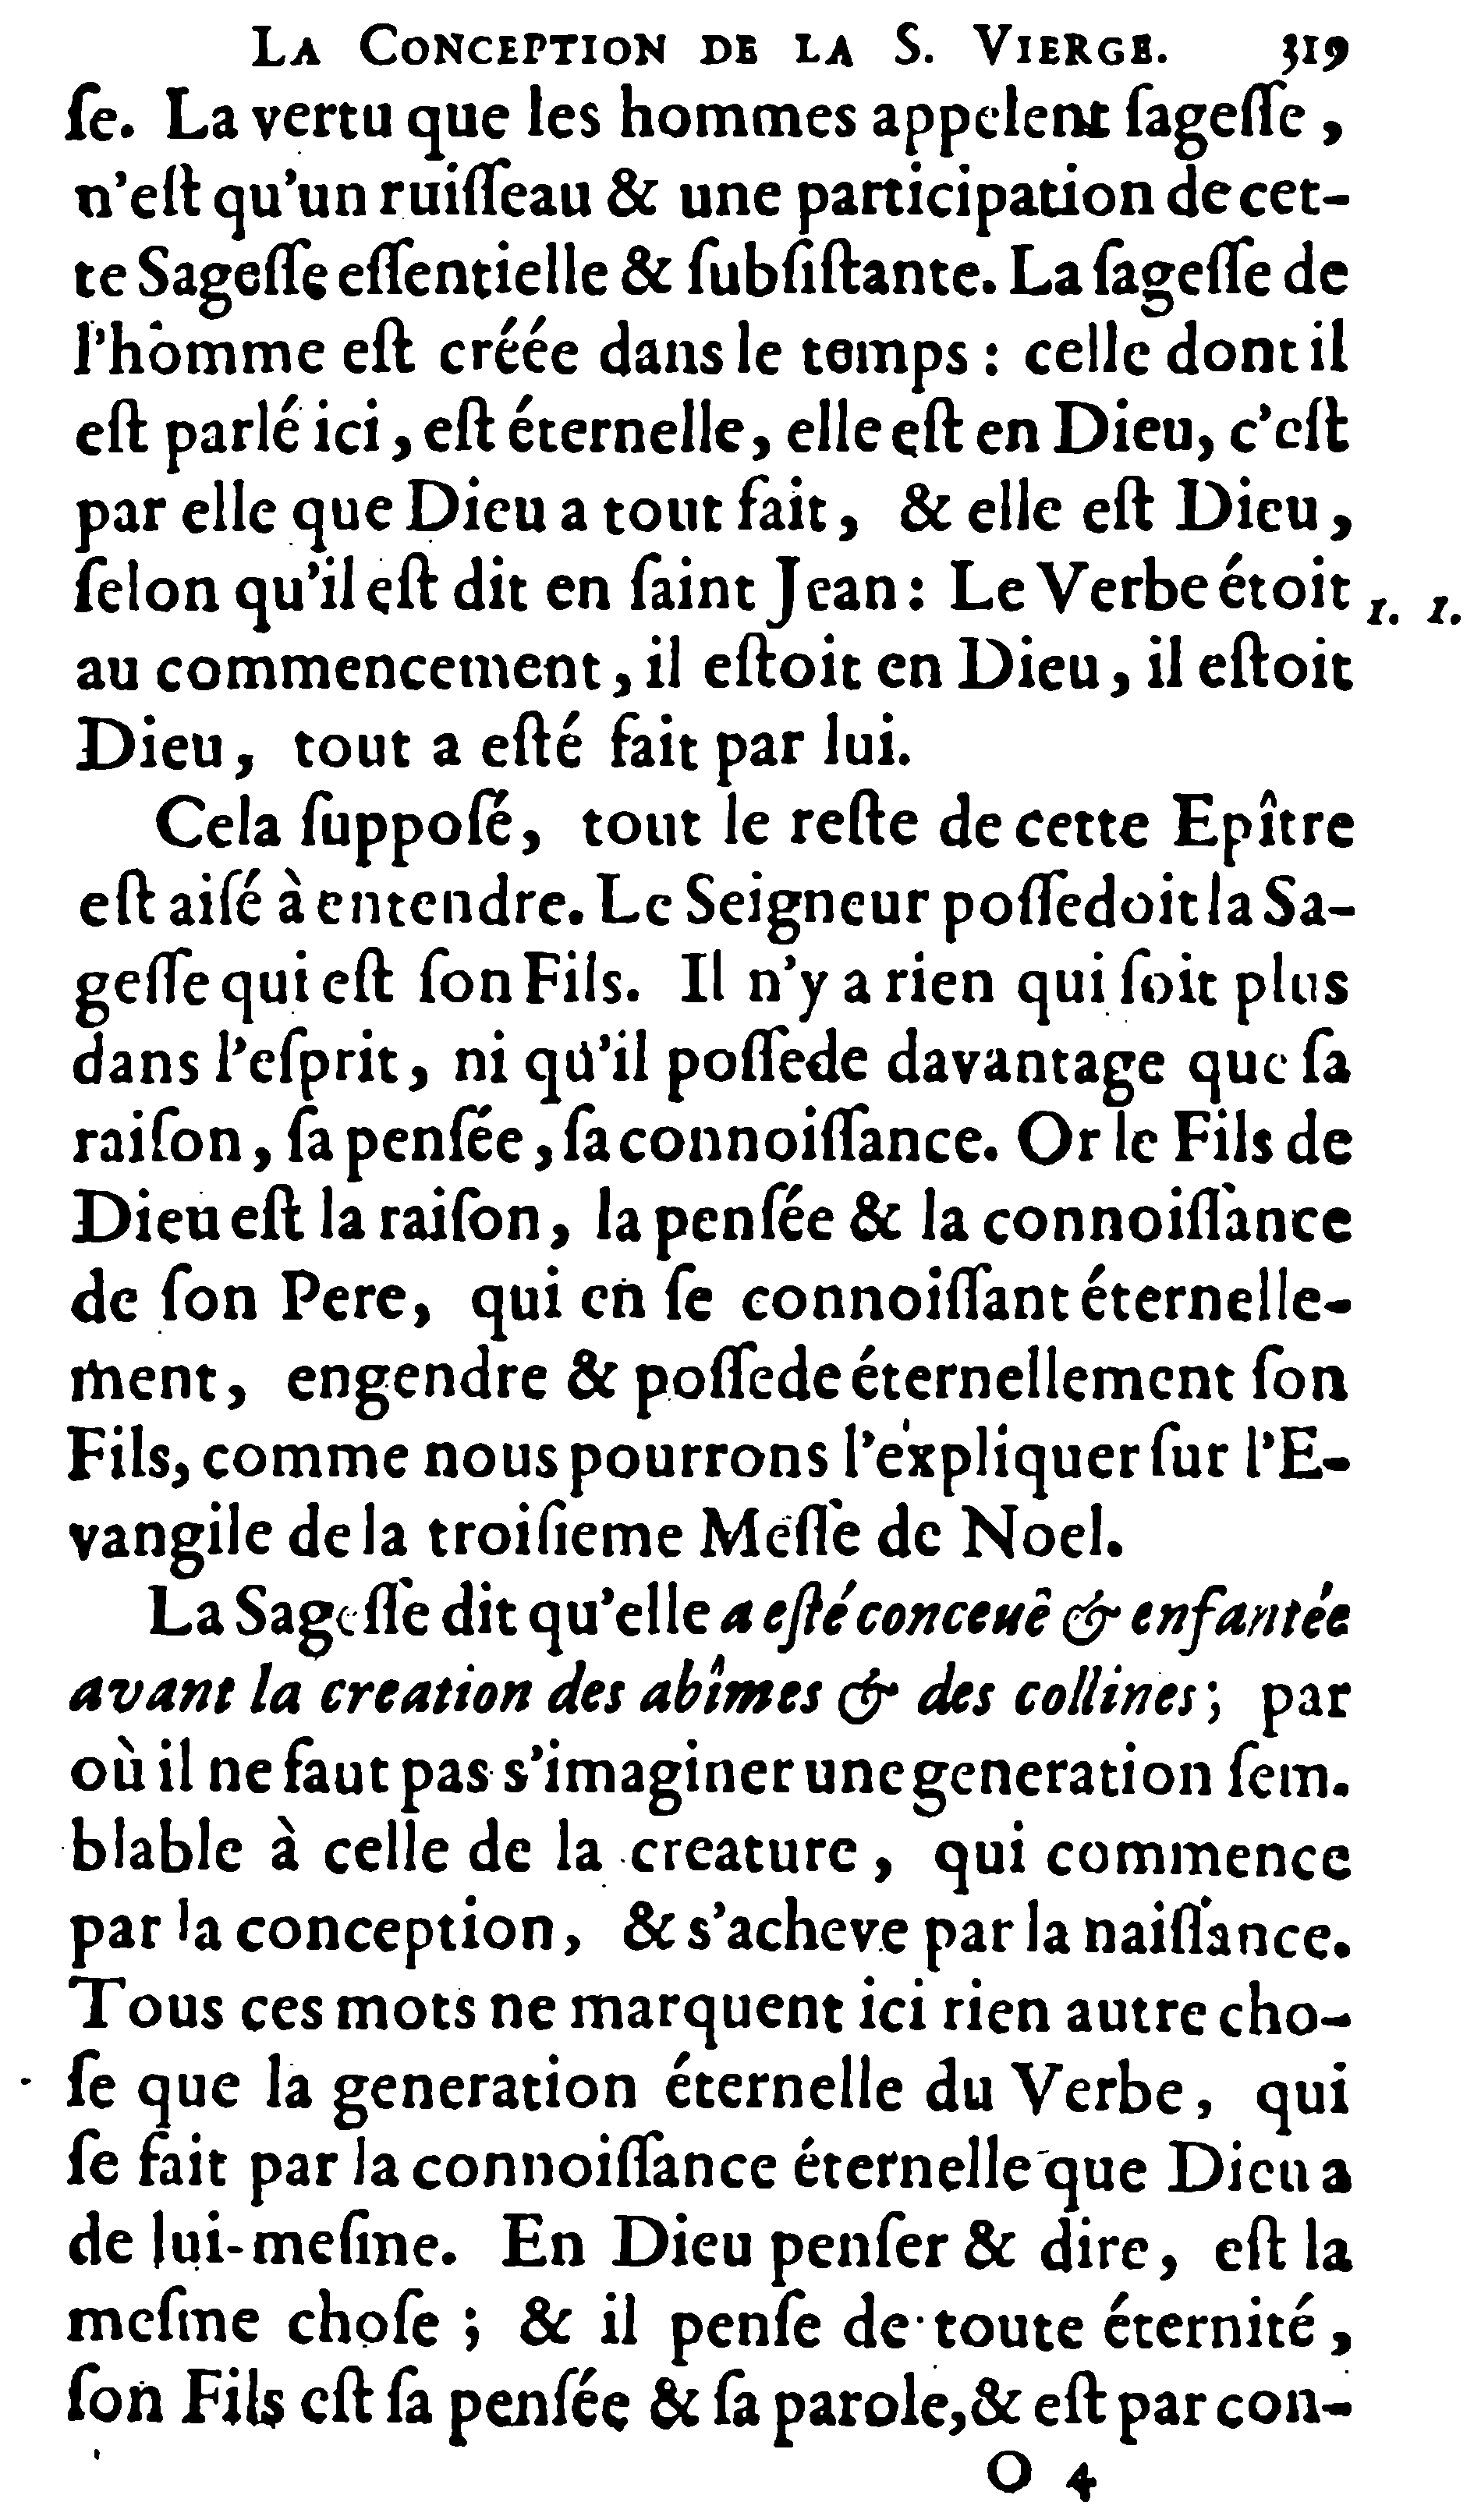 LA CONCEPTION DE LA S. VIERGE. 319
ſe. La vertu que les hommes appelent ſageſſe,
n'eſt qu'un ruiſſeau & une participation de cet-
te Sageſſe eſſentielle & ſubſiſtante. La ſageſſe de
l'homme eſt créée dans le temps : celle dont il
eſt parlé ici, eſt éternelle, elle eſt en Dieu, c'eſt
par elle que Dieu a tout fait, & elle eſt Dieu,
ſelon qu'il eſt dit en ſaint Jean : Le Verbe étoit 1. 1.
au commencement, il eſtoit en Dieu, il eſtoit
Dieu, tout a eſté fait par lui.
Cela ſuppoſé, tout le reſte de cette Epître
eſt aiſé à entendre. Le Seigneur poſſedoit la Sa-
geſſe qui eſt ſon Fils. Il n'y a rien qui ſoit plus
dans l'eſprit, ni qu'il poſſede davantage que ſa
raiſon, ſa penſée, ſa connoiſſance. Or le Fils de
Dieu eſt la raiſon, la penſée & la connoiſſance
de ſon Pere, qui en ſe connoiſſant éternelle-
ment, engendre & poſſede éternellement ſon
Fils, comme nous pourrons l'expliquer ſur l'E-
vangile de la troiſieme Meſſe de Noel.
La Sageſſe dit qu'elle a eſté conceuê & enfantée
avant la creation des abîmes & des collines; par
où il ne faut pas s'imaginer une generation ſem.
blable à celle de la creature, qui commence
par la conception, & s'acheve par la naiſſance.
Tous ces mots ne marquent ici rien autre cho-
ſe que la generation éternelle du Verbe, qui
ſe fait par la connoiſſance éternelle que Dieu a
de lui-meſme. En Dieu penſer & dire, eſt la
meſme choſe ; & il penſe de toute éternité,
ſon Fils eſt ſa penſée & ſa parole, & eſt par con-
O 4